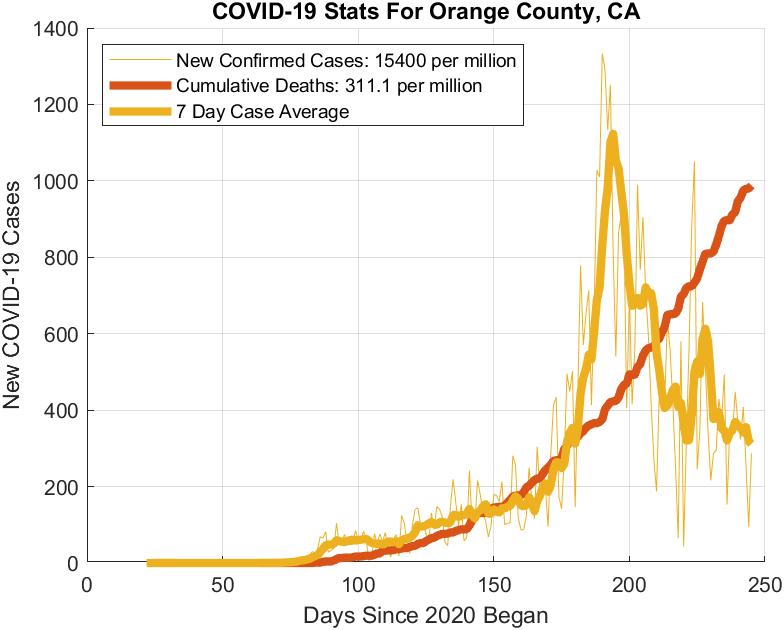 COVID-19 Stats For Orange County, CA
1400
1200
1000
800
600
400
200
0
New COVID-19 Cases
New Confirmed Cases: 15400 per million
Cumulative Deaths: 311.1 per million
7 Day Case Average
0 50 100 150 200 250
Days Since 2020 Began